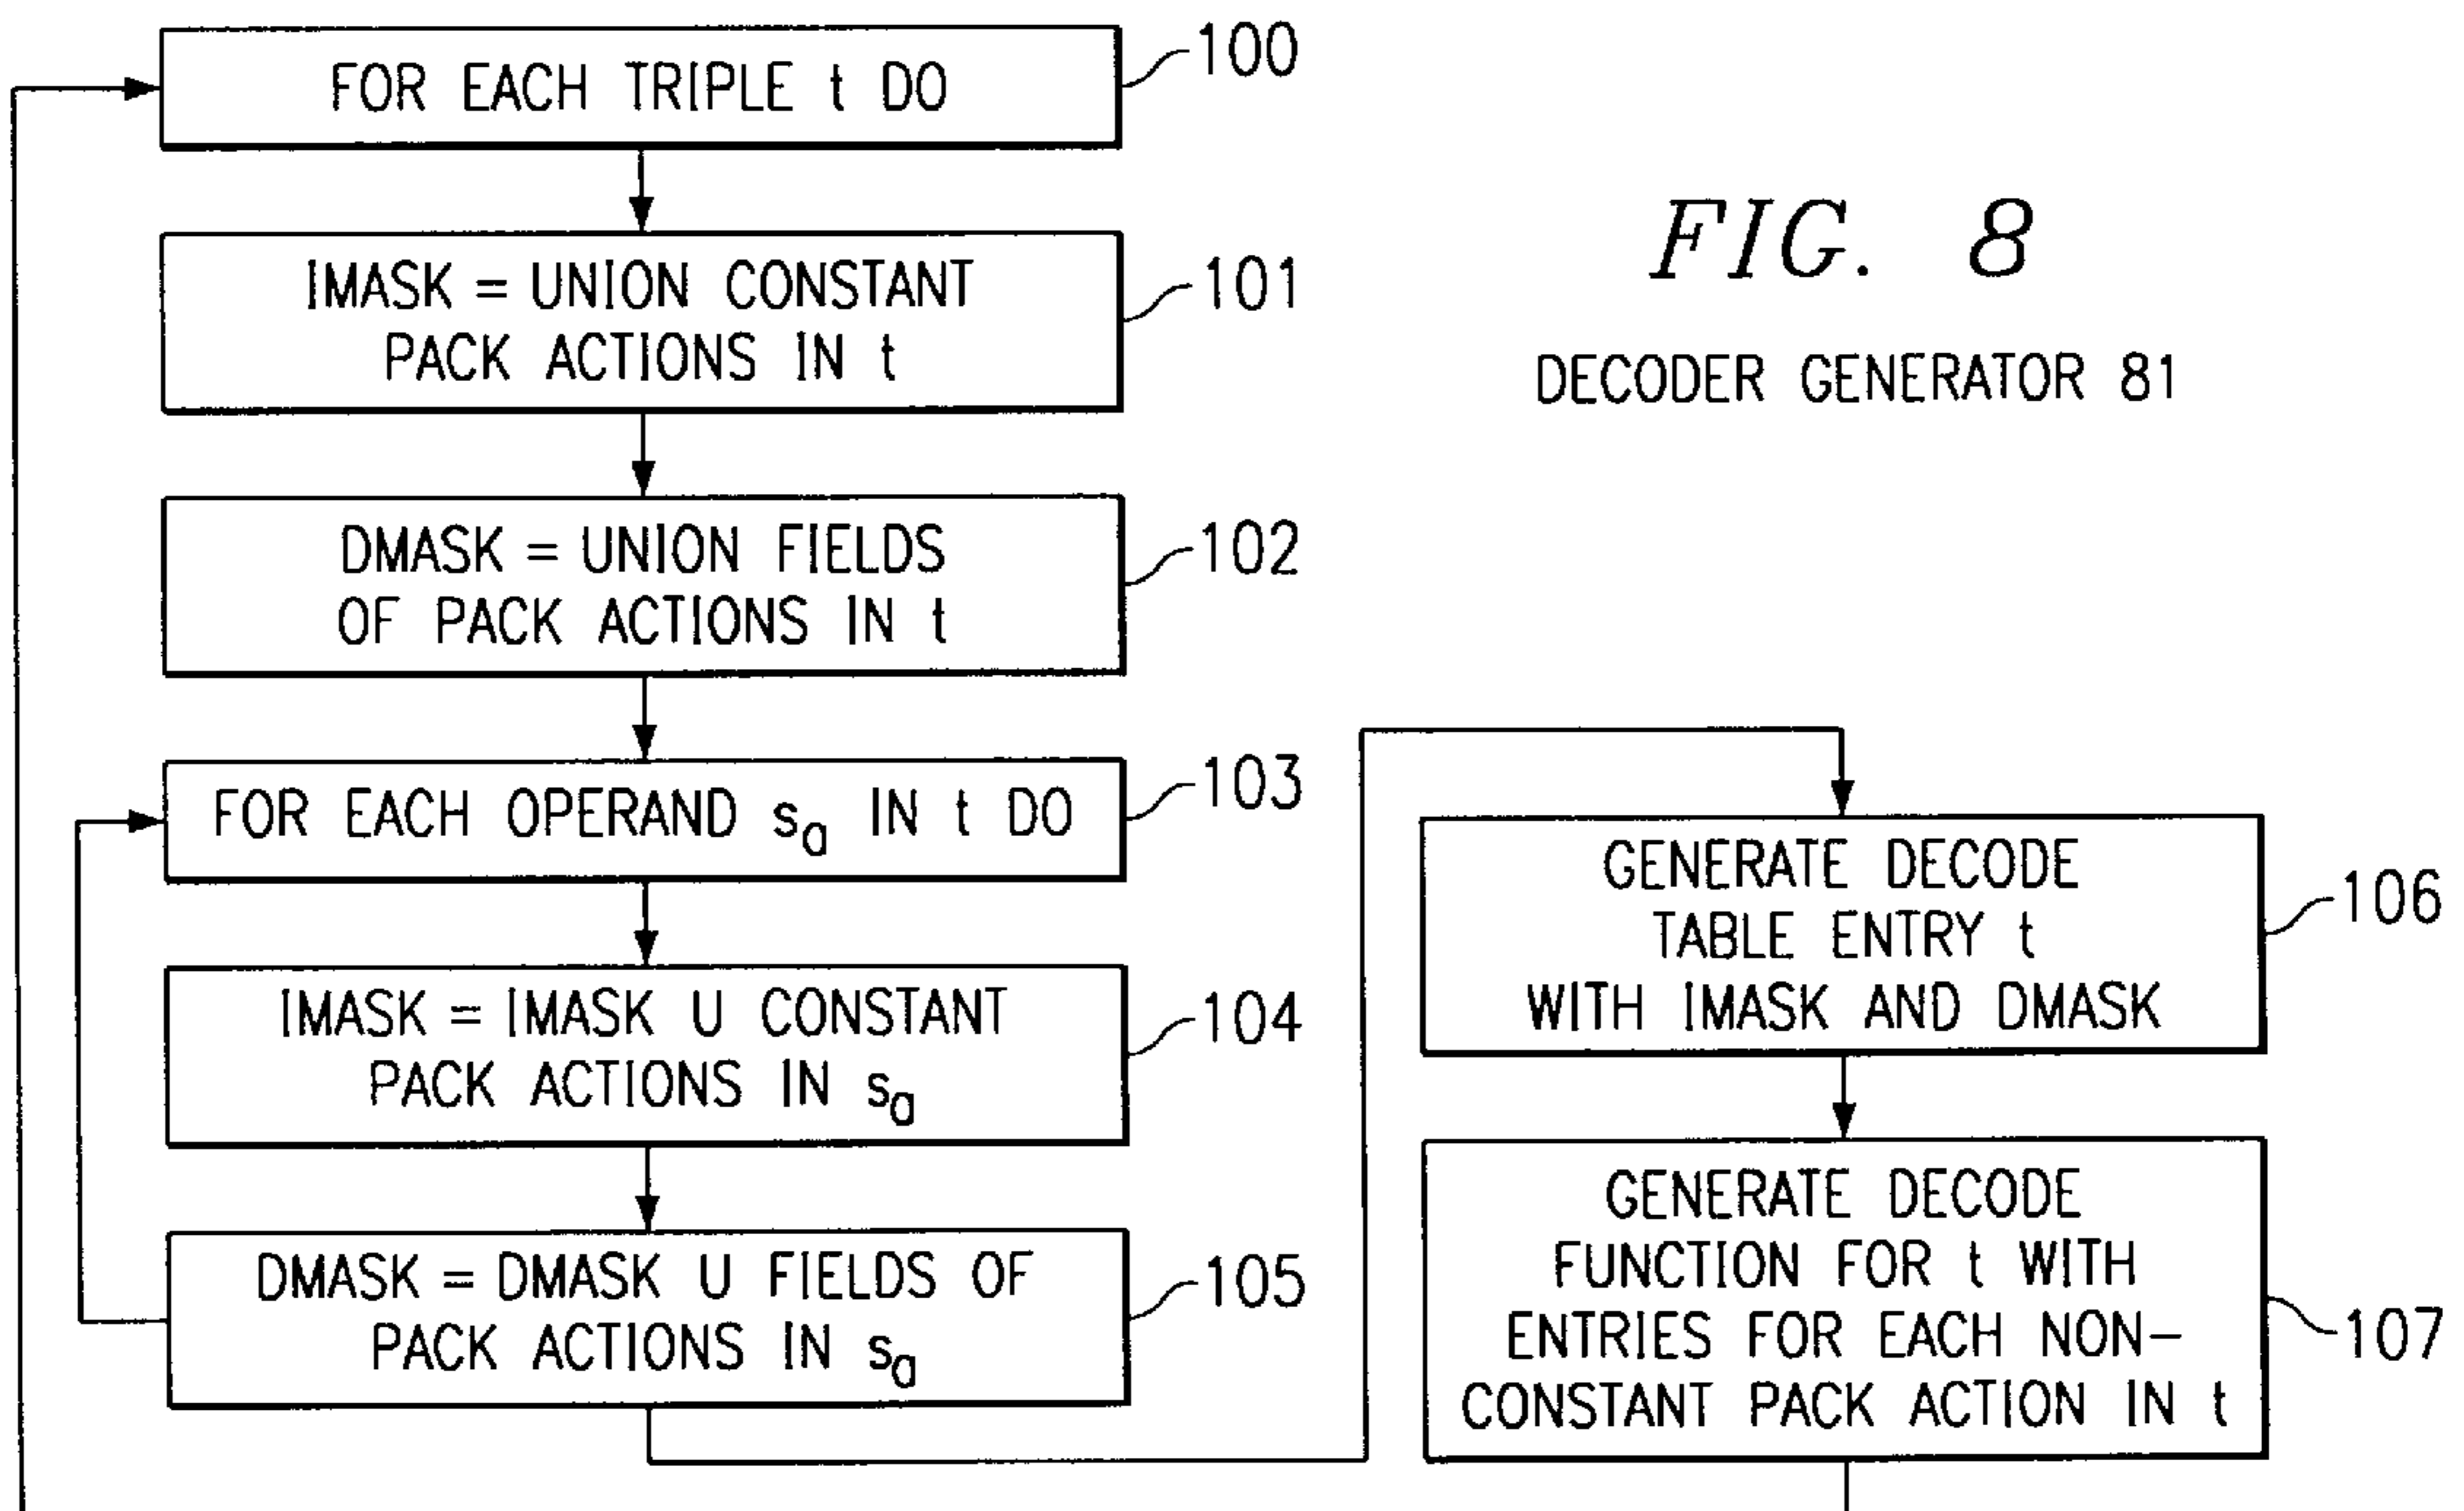 FOR EACH TRIPLE t DO
100
IMASK = UNION CONSTANT
PACK ACTIONS IN t
101
DMASK = UNION FIELDS
OF PACK ACTIONS IN t
102
FOR EACH OPERAND sa IN t DO
103
IMASK = IMASK U CONSTANT
PACK ACTIONS IN sa
104
DMASK = DMASK U FIELDS OF
PACK ACTIONS IN sa
105
FIG. 8
DECODER GENERATOR 81
GENERATE DECODE
TABLE ENTRY t
WITH IMASK AND DMASK
106
GENERATE DECODE
FUNCTION FOR t WITH
ENTRIES FOR EACH NON-
CONSTANT PACK ACTION IN t
107